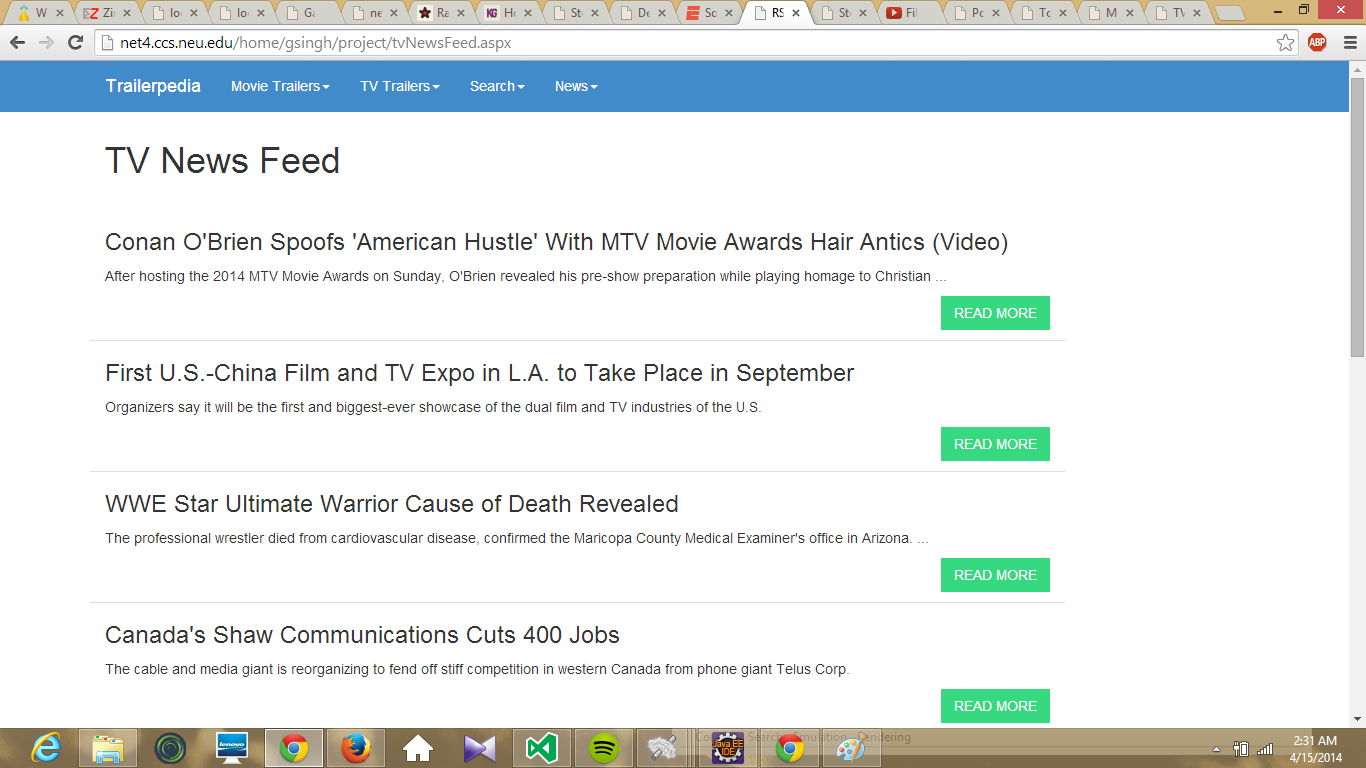 W
Zi
lo
lo
Ga
ne
Ra
Ho
St
De
So
RS
St
Fil
Po
To
M
TV
net4.ccs.neu.edu/home/gsingh/project/tvNewsFeed.aspx
ABP
Trailerpedia Movie Trailers TV Trailers Search News
TV News Feed
Conan O'Brien Spoofs 'American Hustle' With MTV Movie Awards Hair Antics (Video)
After hosting the 2014 MTV Movie Awards on Sunday, O'Brien revealed his pre-show preparation while playing homage to Christian ...
READ MORE
First U.S.-China Film and TV Expo in L.A. to Take Place in September
Organizers say it will be the first and biggest-ever showcase of the dual film and TV industries of the U.S.
READ MORE
WWE Star Ultimate Warrior Cause of Death Revealed
The professional wrestler died from cardiovascular disease, confirmed the Maricopa County Medical Examiner's office in Arizona. ...
READ MORE
Canada's Shaw Communications Cuts 400 Jobs
The cable and media giant is reorganizing to fend off stiff competition in western Canada from phone giant Telus Corp.
READ MORE
lenovo
Java EE
IDE
2:31 AM
4/15/2014